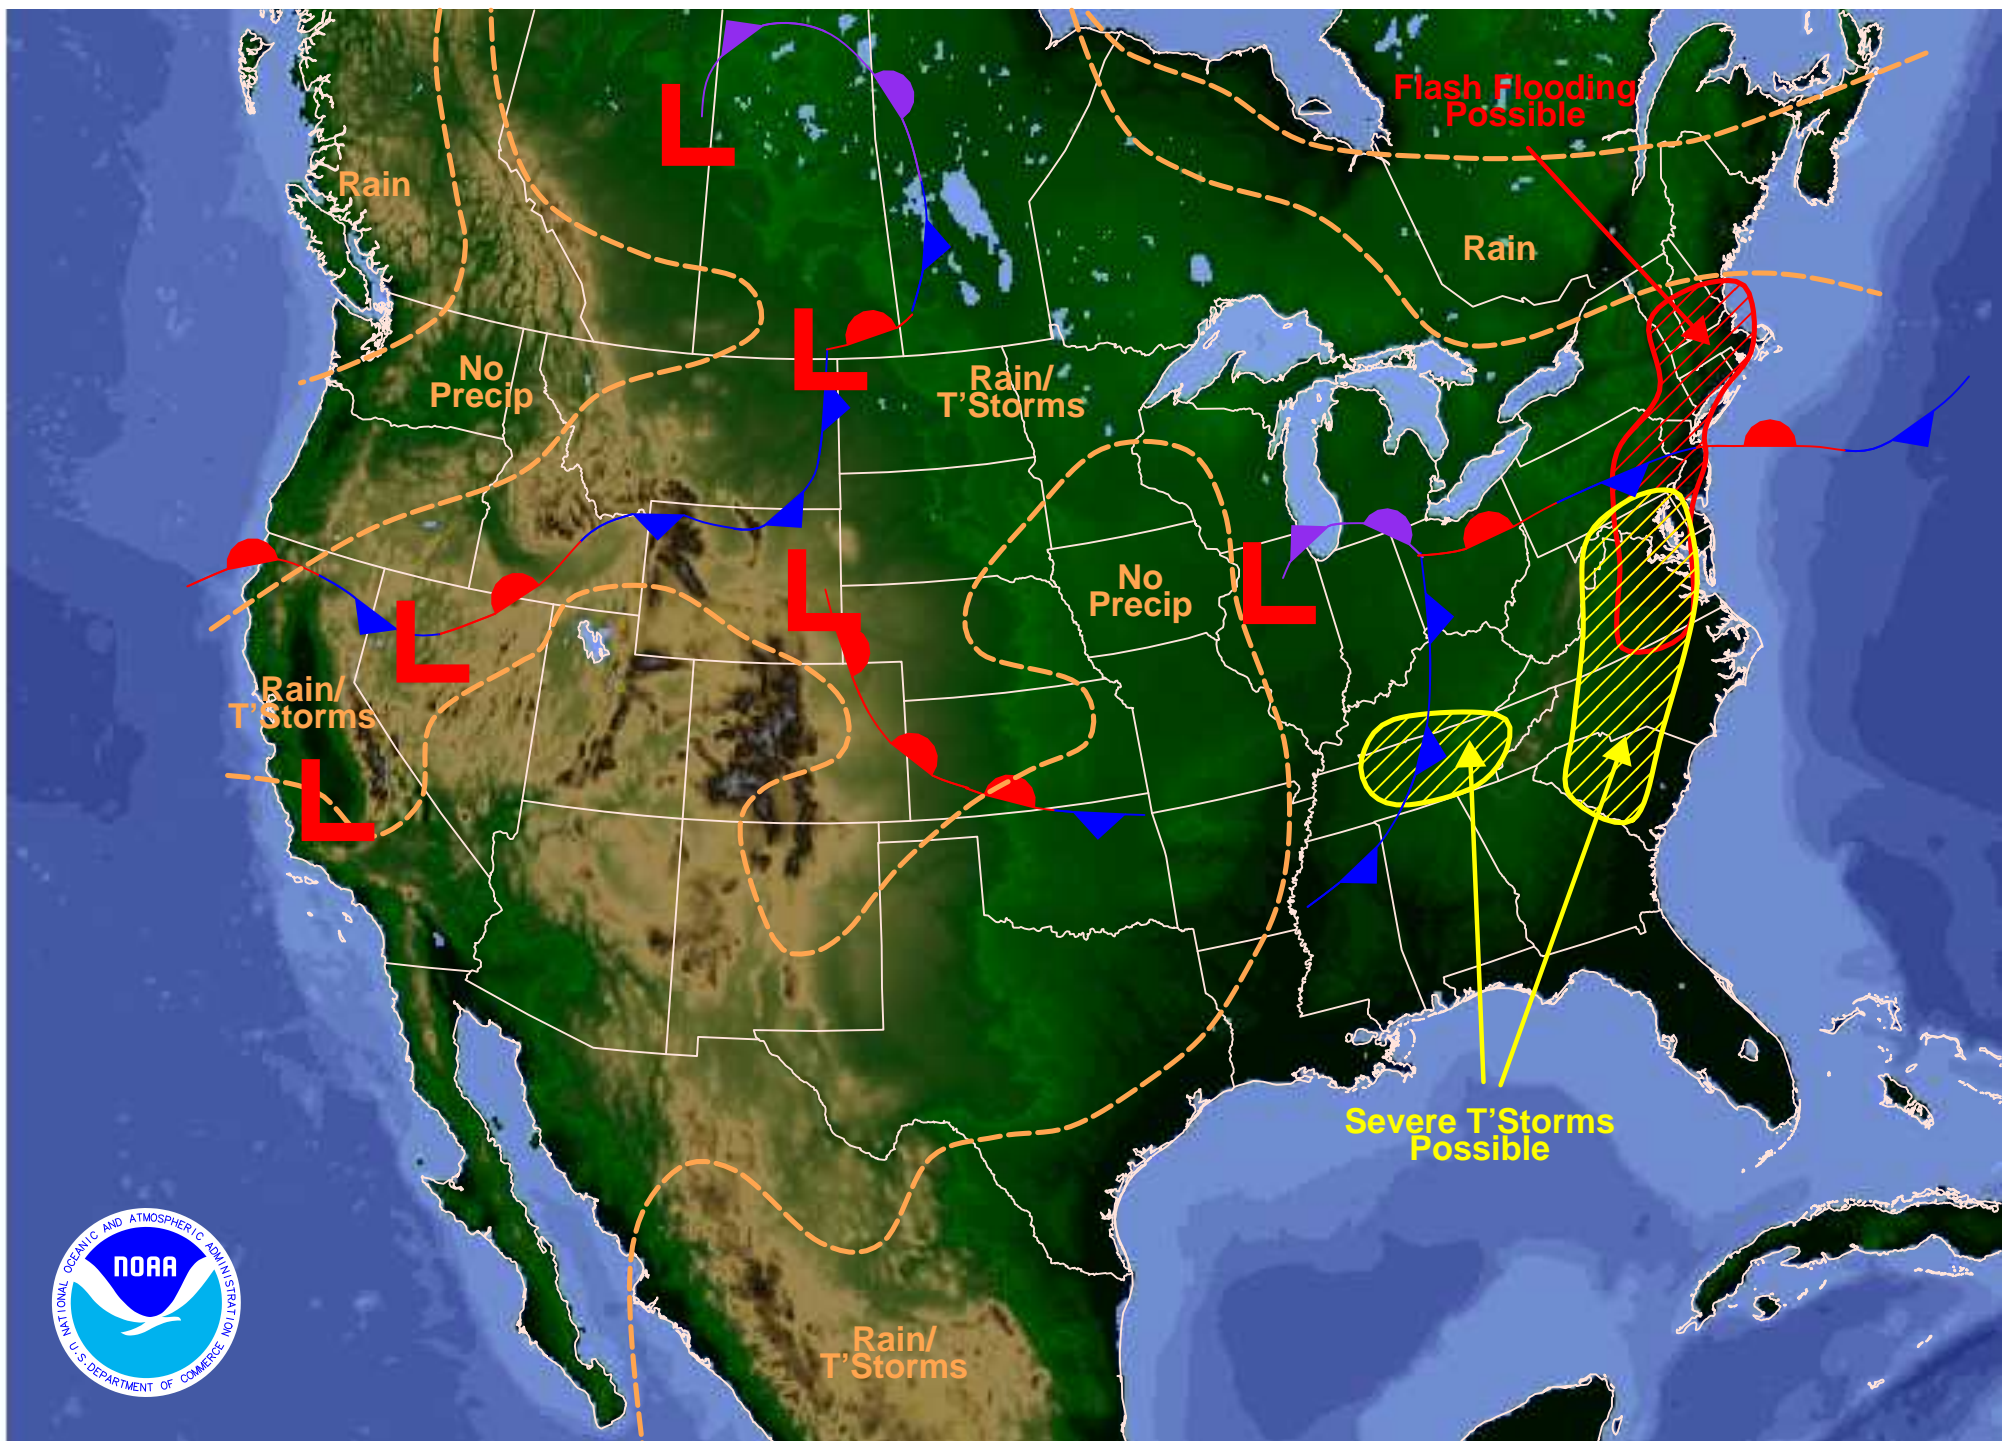 Flash Flooding
Possible
Rain
Rain
No
Precip
Rain/
T'Storms
L
L
L
L
L
L
No
Precip
Rain/
T'Storms
Severe T'Storms
Possible
Rain/
T'Storms
NATIONAL OCEANIC AND ATMOSPHERIC ADMINISTRATION
NOAA
U.S. DEPARTMENT OF COMMERCE